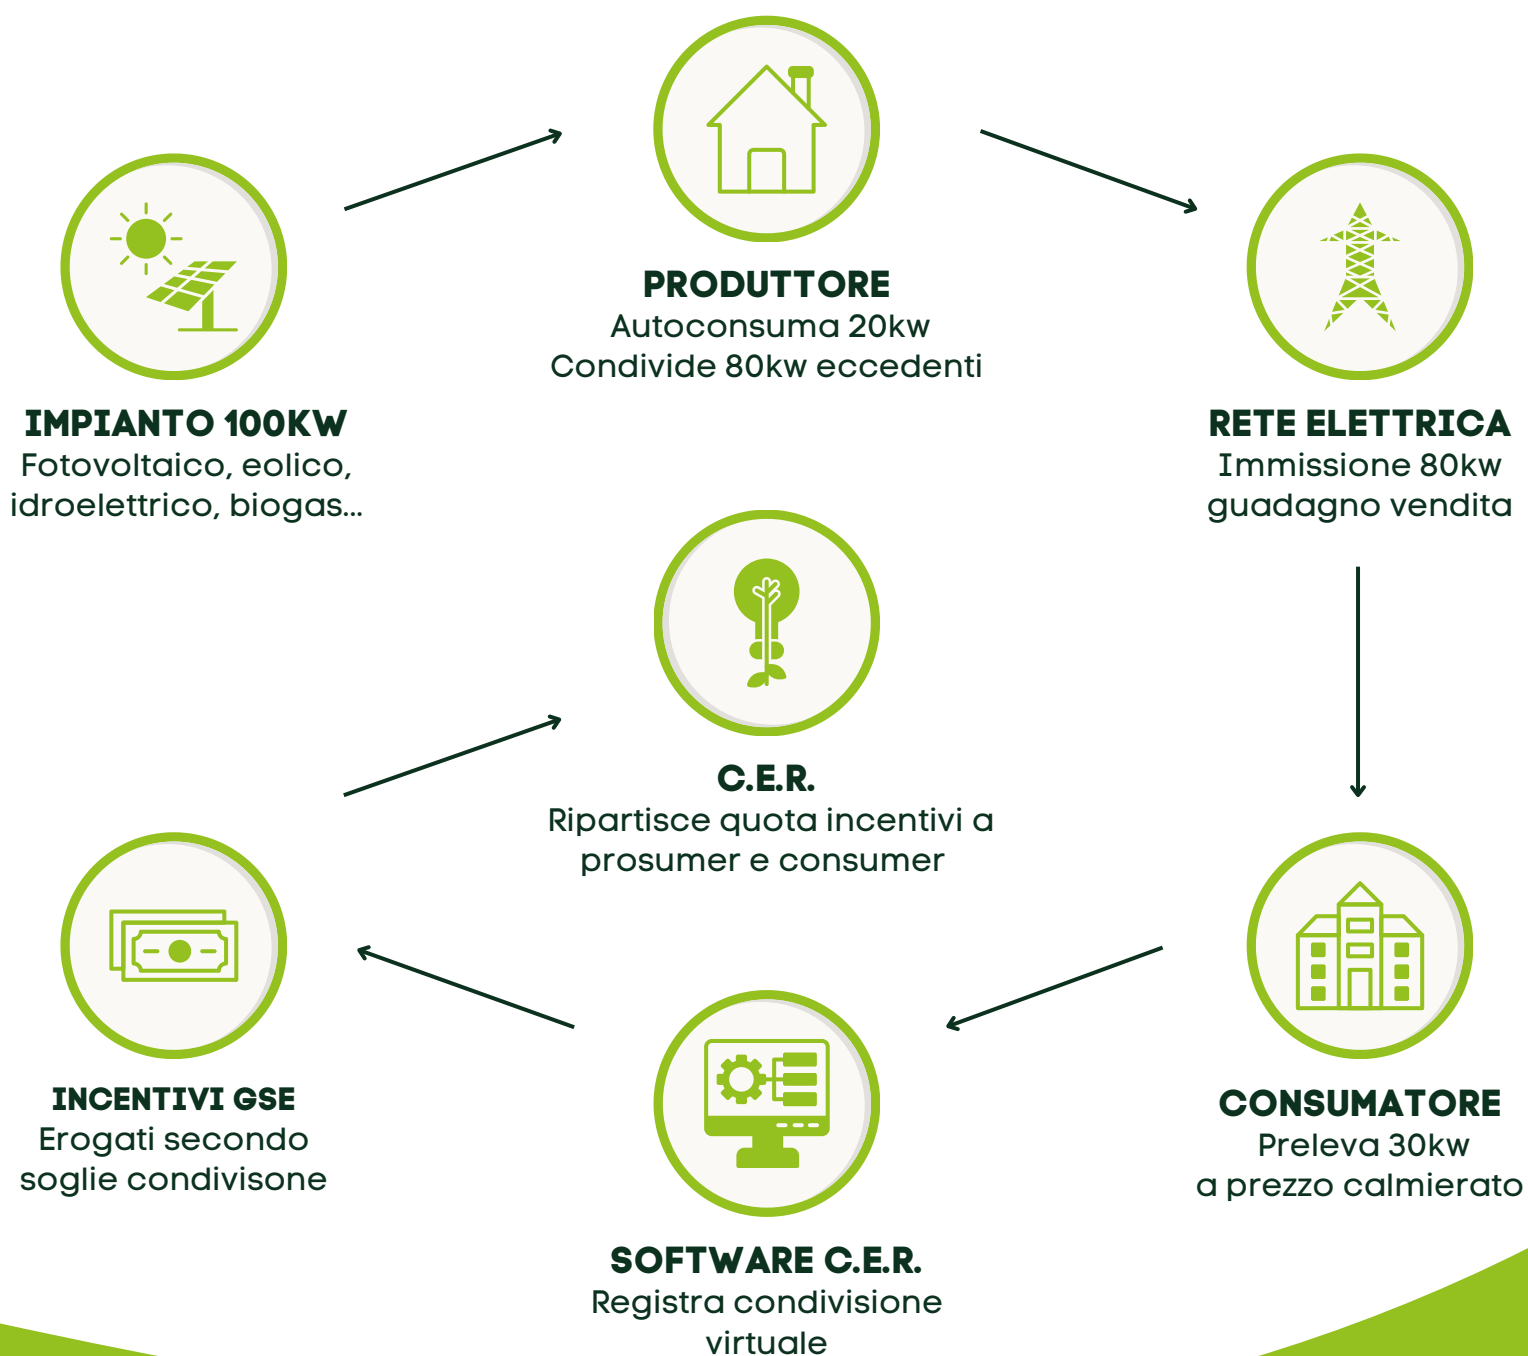 PRODUTTORE
Autoconsuma 20kw
Condivide 80kw eccedenti
IMPIANTO 100KW
Fotovoltaico, eolico,
idroelettrico, biogas...
RETE ELETTRICA
Immissione 80kw
guadagno vendita
C.E.R.
Ripartisce quota incentivi a
prosumer e consumer
INCENTIVI GSE
Erogati secondo
soglie condivisone
CONSUMATORE
Preleva 30kw
a prezzo calmierato
SOFTWARE C.E.R.
Registra condivisione
virtuale